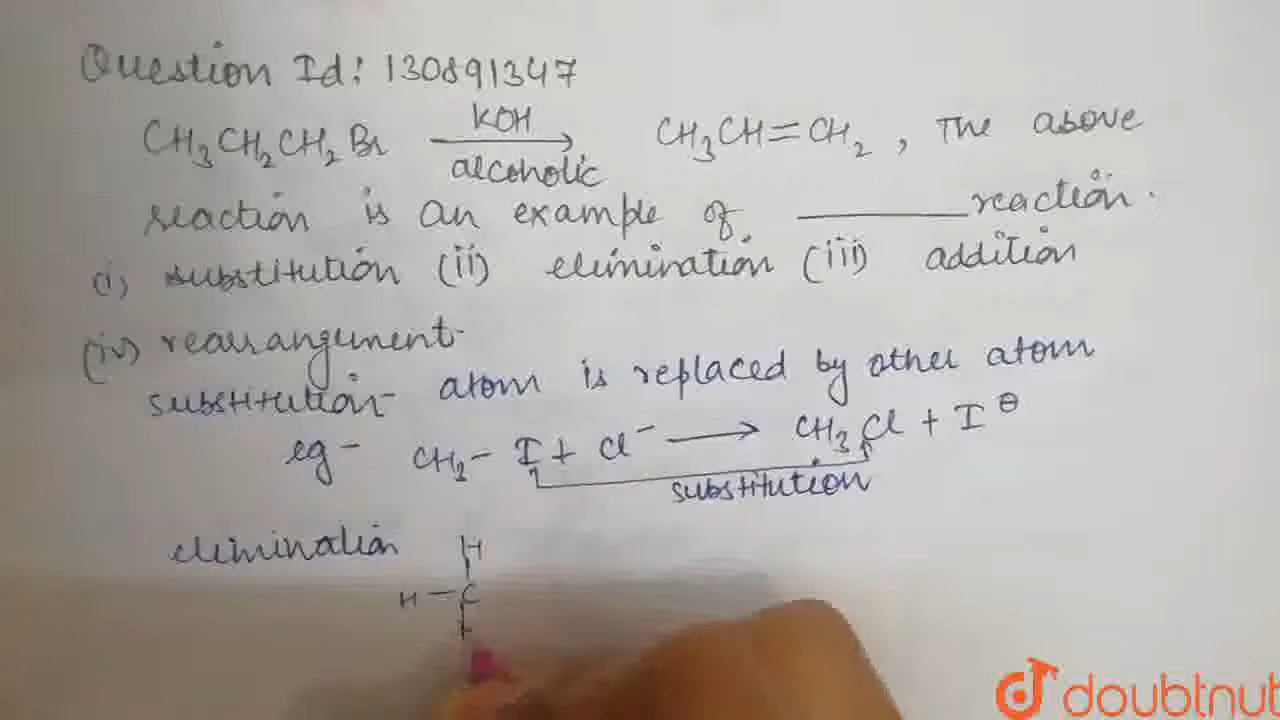 Question Id: 130891347
CH3CH2CH2Br KOH alcoholic → CH3CH=CH2, The above
reaction is an example of ________ reaction.
(i) substitution (ii) elimination (iii) addition
(iv) rearrangement
substitution- atom is replaced by other atom
eg- CH3-I + Cl⁻ → CH3Cl + I⊖
substitution
elimination H
H-C
doubtnut